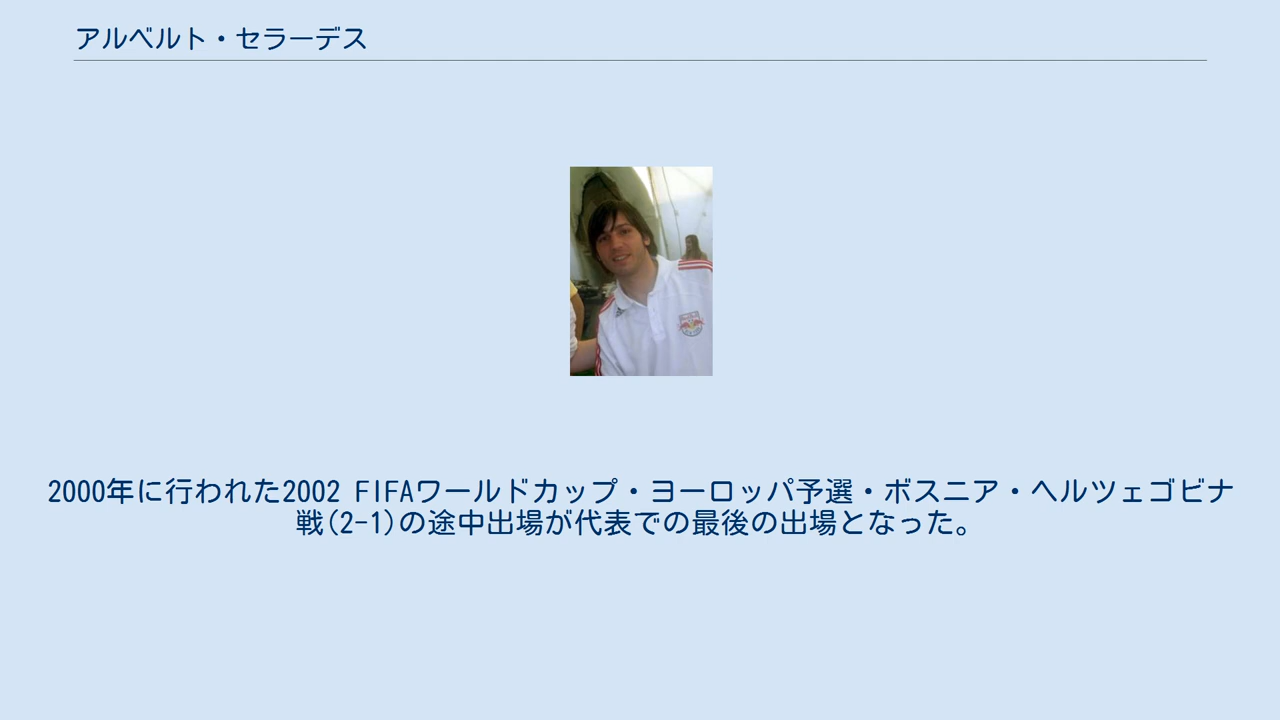 アルベルト・セラーデス
2000年に行われた2002 FIFAワールドカップ・ヨーロッパ予選・ボスニア・ヘルツェゴビナ
戦(2-1)の途中出場が代表での最後の出場となった。